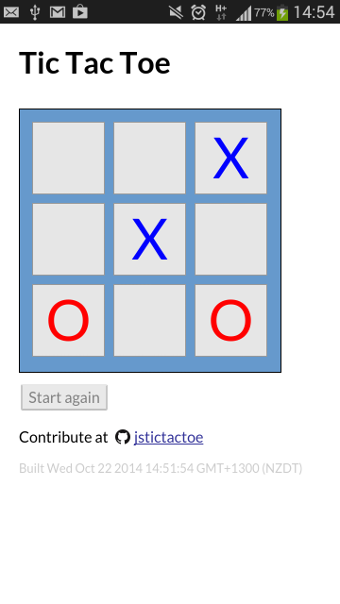 H+
77%
14:54
Tic Tac Toe
X
X
O O
Start again
Contribute at jstictactoe
Built Wed Oct 22 2014 14:51:54 GMT+1300 (NZDT)